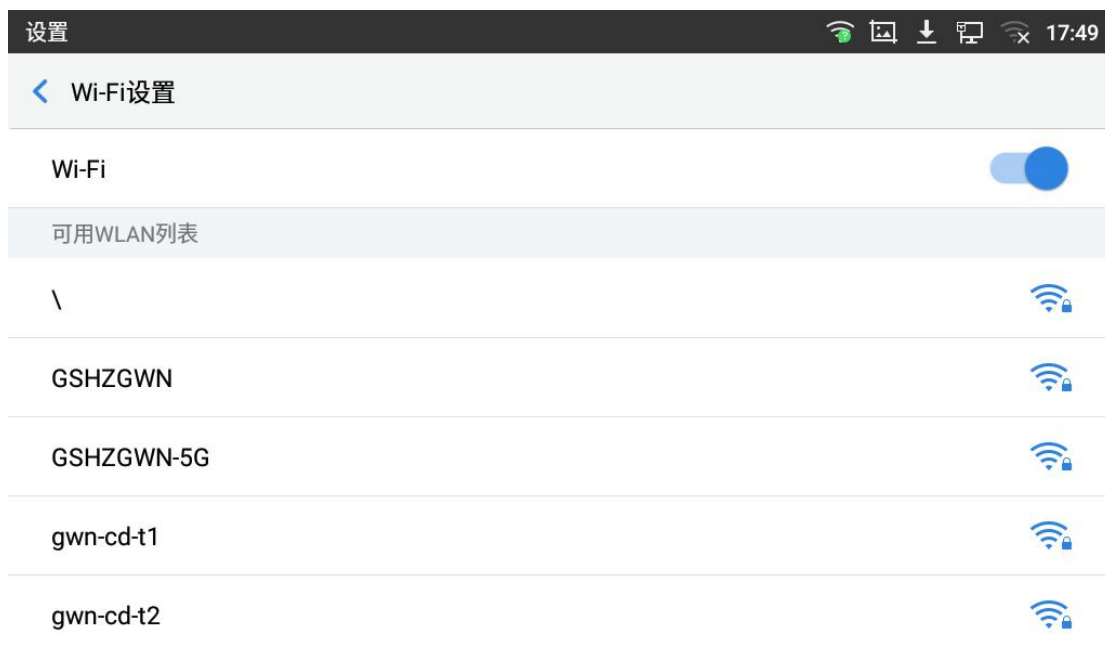 设置 17:49
Wi-Fi设置
Wi-Fi
可用WLAN列表
\
GSHZGWN
GSHZGWN-5G
gwn-cd-t1
gwn-cd-t2